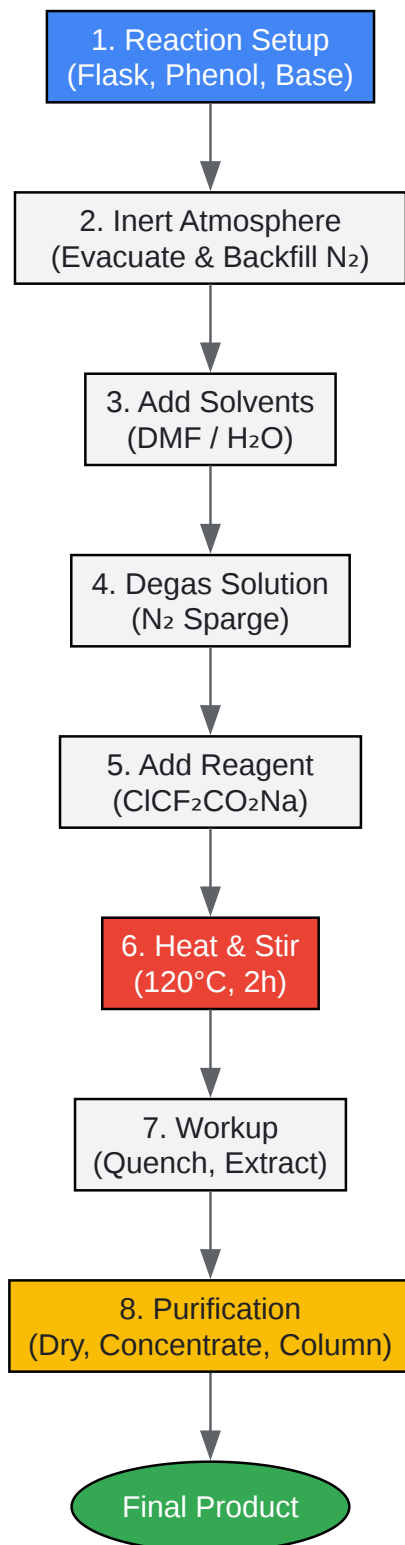 1. Reaction Setup
(Flask, Phenol, Base)
2. Inert Atmosphere
(Evacuate & Backfill N₂)
3. Add Solvents
(DMF / H₂O)
4. Degas Solution
(N₂ Sparge)
5. Add Reagent
(ClCF₂CO₂Na)
6. Heat & Stir
(120°C, 2h)
7. Workup
(Quench, Extract)
8. Purification
(Dry, Concentrate, Column)
Final Product